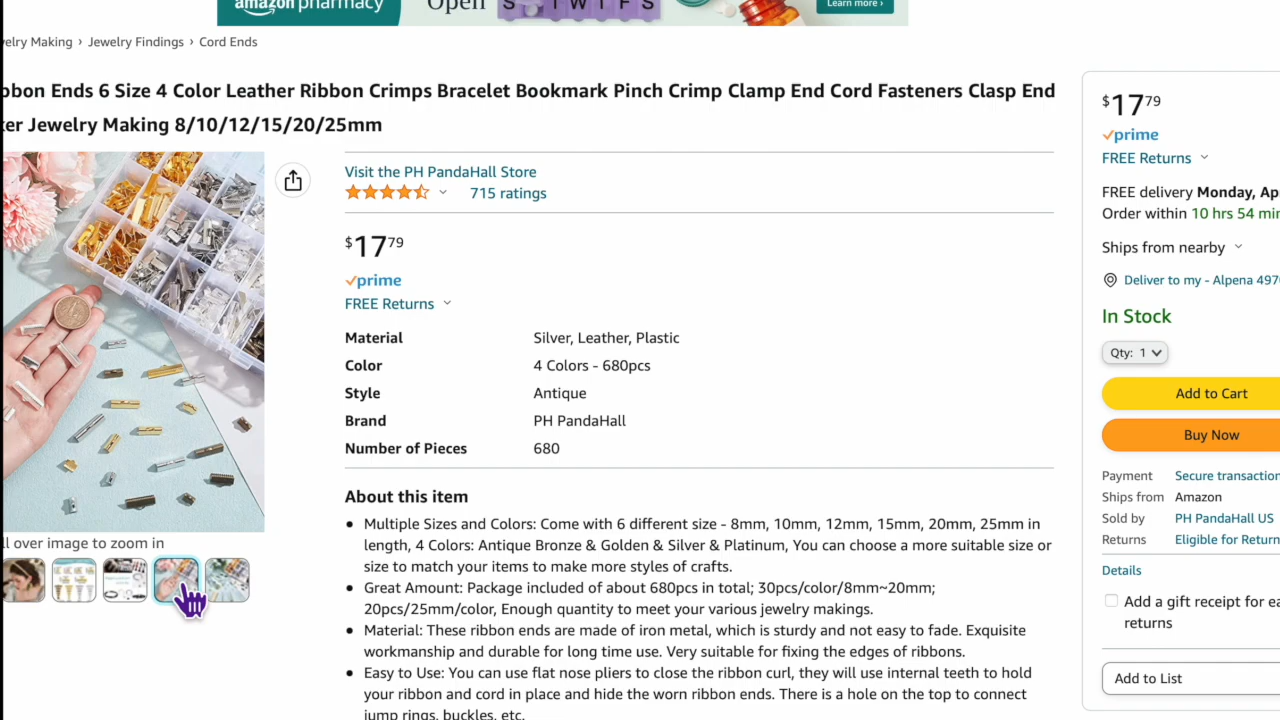 amazon pharmacy Open Learn more ›
Jewelry Findings › Cord Ends
Making ›
Ends 6 Size 4 Color Leather Ribbon Crimps Bracelet Bookmark Pinch Crimp Clamp End Cord Fasteners Clasp End
Jewelry Making 8/10/12/15/20/25mm
Visit the PH PandaHall Store
715 ratings
$17 79
prime
FREE Returns
Material Silver, Leather, Plastic
Color 4 Colors - 680pcs
Style Antique
Brand PH PandaHall
Number of Pieces 680
About this item
• Multiple Sizes and Colors: Come with 6 different size - 8mm, 10mm, 12mm, 15mm, 20mm, 25mm in
length, 4 Colors: Antique Bronze & Golden & Silver & Platinum, You can choose a more suitable size or
size to match your items to make more styles of crafts.
• Great Amount: Package included of about 680pcs in total; 30pcs/color/8mm~20mm;
20pcs/25mm/color, Enough quantity to meet your various jewelry makings.
• Material: These ribbon ends are made of iron metal, which is sturdy and not easy to fade. Exquisite
workmanship and durable for long time use. Very suitable for fixing the edges of ribbons.
• Easy to Use: You can use flat nose pliers to close the ribbon curl, they will use internal teeth to hold
your ribbon and cord in place and hide the worn ribbon ends. There is a hole on the top to connect
jump rings, buckles, etc.
over image to zoom in
$17 79
prime
FREE Returns
FREE delivery Monday,
Order within 10 hrs 54
Ships from nearby
Deliver to my - Alpena
In Stock
Qty: 1
Add to Cart
Buy Now
Payment Secure transaction
Ships from Amazon
Sold by PH PandaHall US
Returns Eligible for
Details
Add a gift receipt for
returns
Add to List